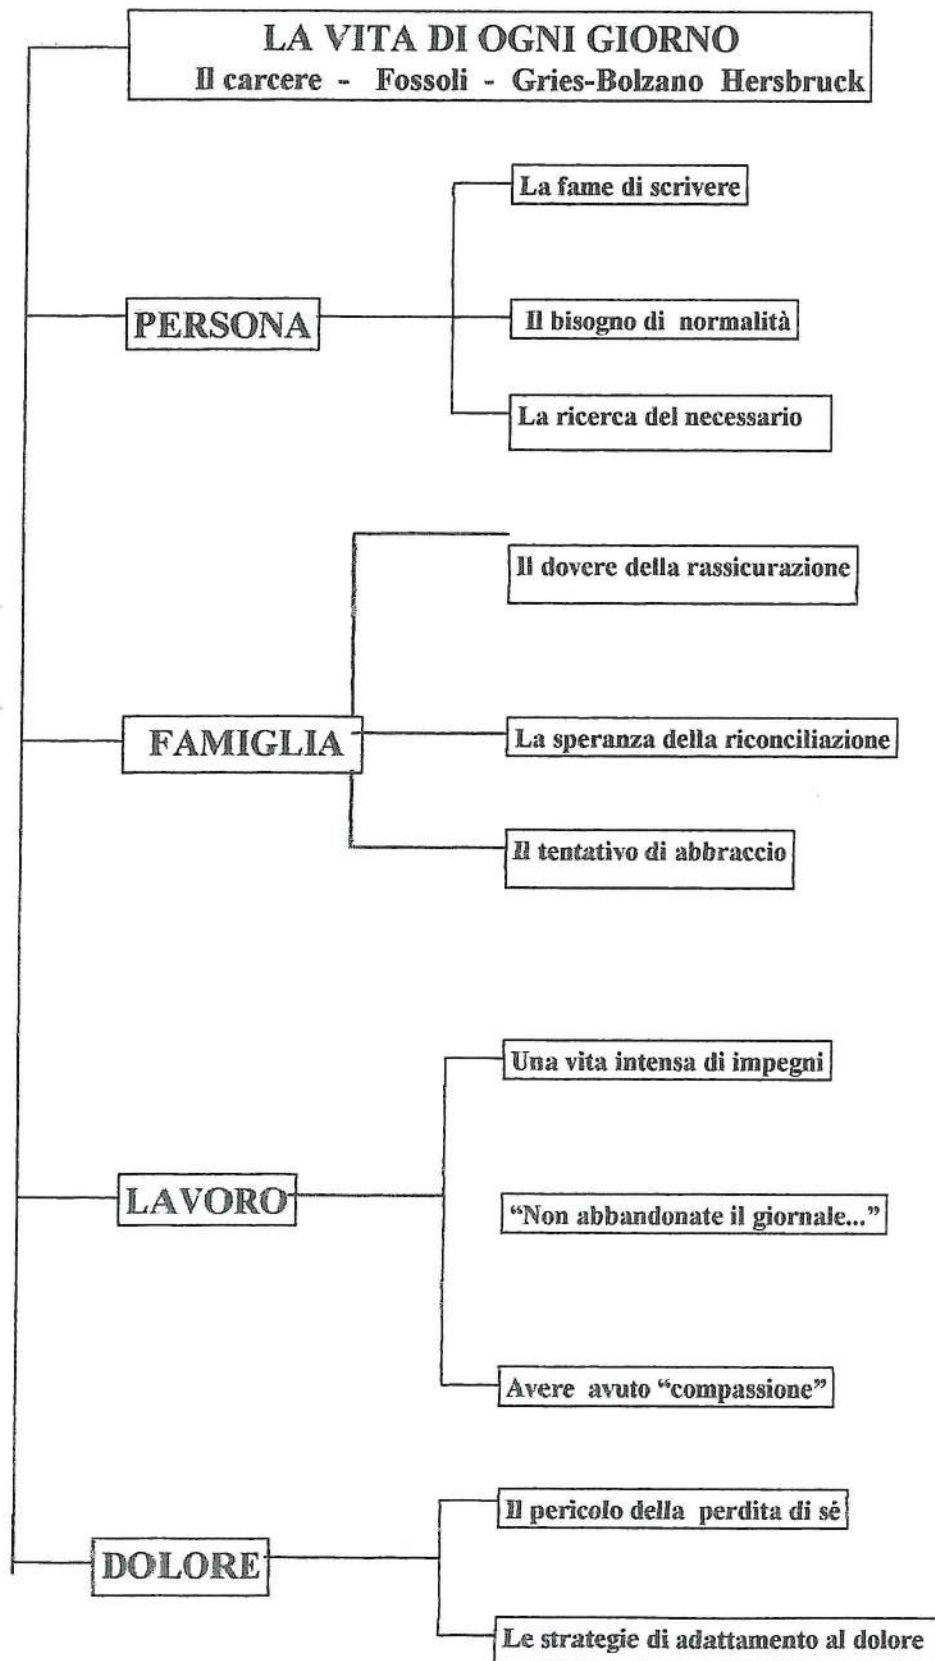 LA VITA DI OGNI GIORNO
Il carcere - Fossoli - Gries-Bolzano Hersbruck
PERSONA
La fame di scrivere
Il bisogno di normalità
La ricerca del necessario
FAMIGLIA
Il dovere della rassicurazione
La speranza della riconciliazione
Il tentativo di abbraccio
LAVORO
Una vita intensa di impegni
“Non abbandonate il giornale...”
Avere avuto “compassione”
DOLORE
Il pericolo della perdita di sé
Le strategie di adattamento al dolore